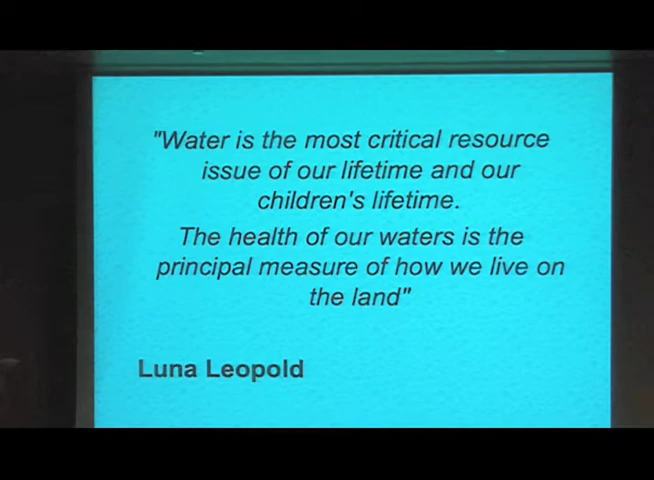 "Water is the most critical resource
issue of our lifetime and our
children's lifetime.
The health of our waters is the
principal measure of how we live on
the land"
Luna Leopold